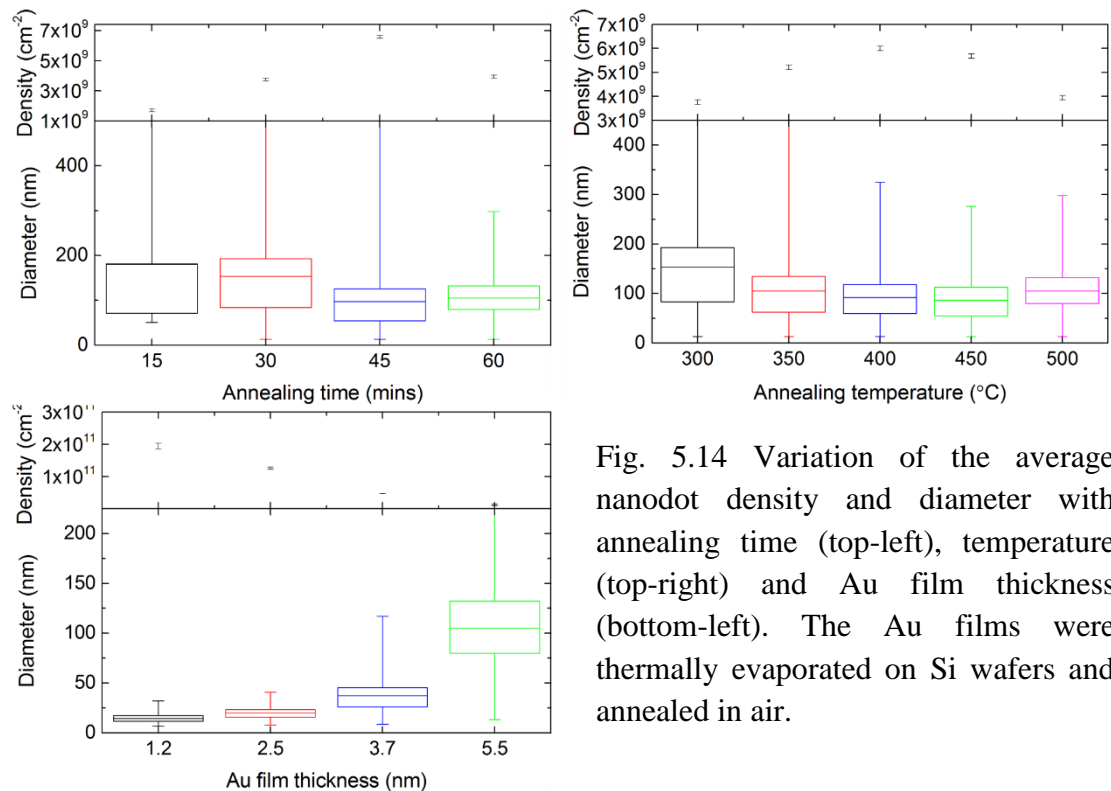 7x10⁹
5x10⁹
3x10⁹
1x10⁹
Density (cm⁻²)
400
200
0
Diameter (nm)
15 30 45 60
Annealing time (mins)
7x10⁹
6x10⁹
5x10⁹
4x10⁹
3x10⁹
Density (cm⁻²)
400
300
200
100
0
Diameter (nm)
300 350 400 450 500
Annealing temperature (°C)
3x10¹¹
2x10¹¹
1x10¹¹
Density (cm⁻²
200
150
100
50
0
Diameter (nm)
1.2 2.5 3.7 5.5
Au film thickness (nm)
Fig. 5.14 Variation of the average
nanodot density and diameter with
annealing time (top-left), temperature
(top-right) and Au film thickness
(bottom-left). The Au films were
thermally evaporated on Si wafers and
annealed in air.